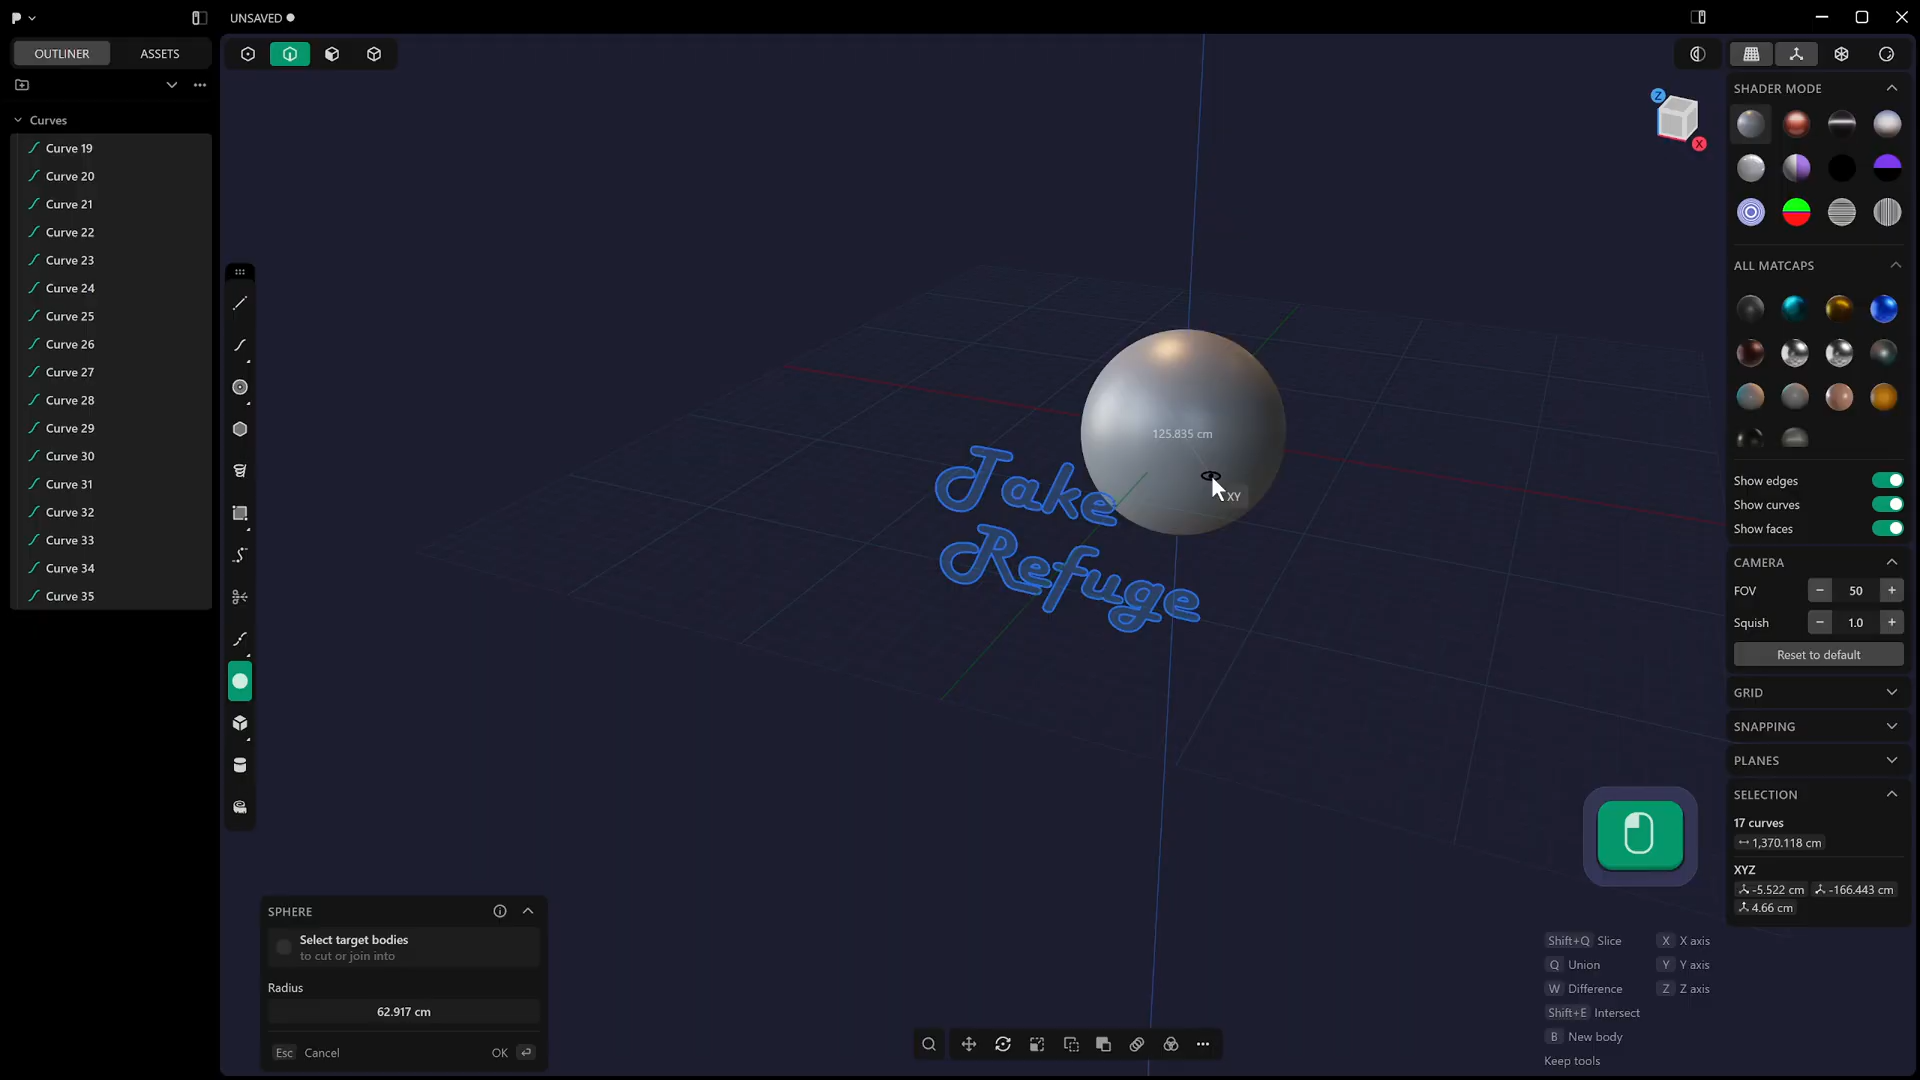 UNSAVED
OUTLINER
ASSETS
Curves
Curve 19
Curve 20
Curve 21
Curve 22
Curve 23
Curve 24
Curve 25
Curve 26
Curve 27
Curve 28
Curve 29
Curve 30
Curve 31
Curve 32
Curve 33
Curve 34
Curve 35
Z
X
125.835 cm
XY
Take
Refuge
SPHERE
Select target bodies
to cut or join into
Radius
62.917 cm
Esc Cancel
OK
Shift+Q Slice
X X axis
Q Union
Y Y axis
W Difference
Z Z axis
Shift+E Intersect
B New body
Keep tools
SHADER MODE
ALL MATCAPS
Show edges
Show curves
Show faces
CAMERA
FOV − 50 +
Squish − 1.0 +
Reset to default
GRID
SNAPPING
PLANES
SELECTION
17 curves
1,370.118 cm
XYZ
-5.522 cm -166.443 cm
4.66 cm